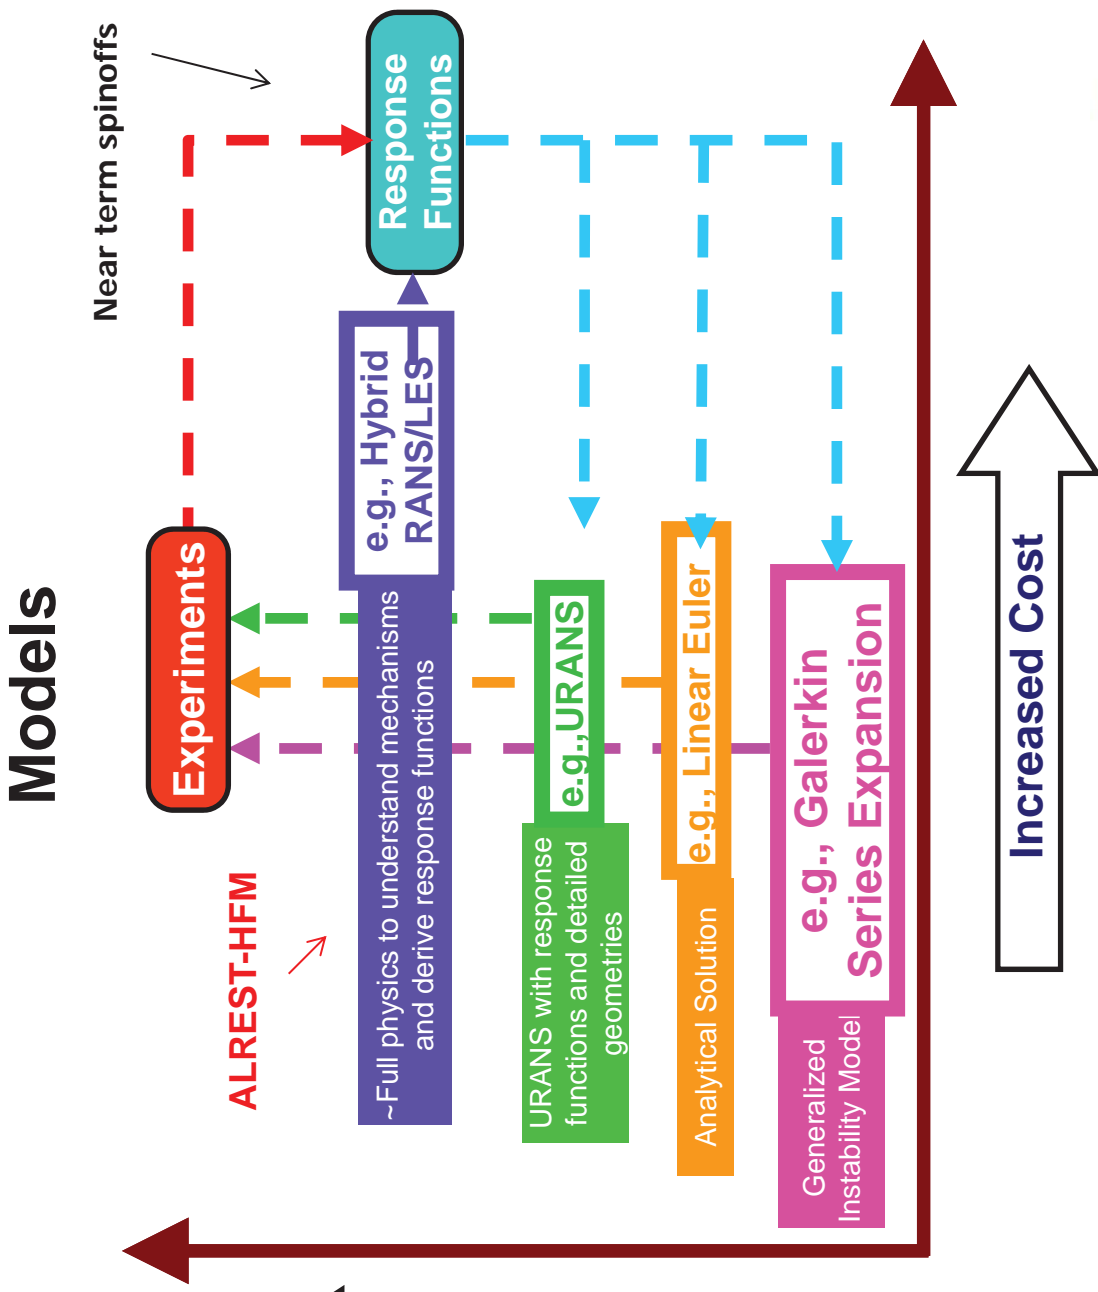 Models
Near term spinoffs
Experiments
ALREST-HFM
~Full physics to understand mechanisms
and derive response functions
e.g., Hybrid
RANS/LES
Response
Functions
URANS with response
functions and detailed
geometries
e.g.,URANS
Analytical Solution
e.g., Linear Euler
Generalized
Instability Model
e.g., Galerkin
Series Expansion
Increased Cost